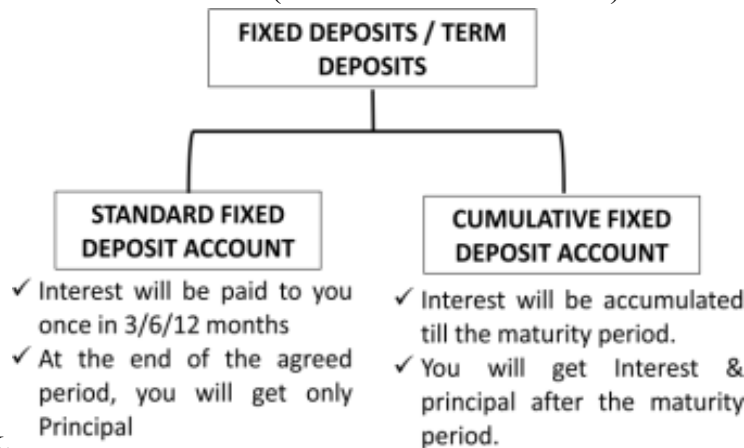 FIXED DEPOSITS / TERM
DEPOSITS
STANDARD FIXED
DEPOSIT ACCOUNT
✓ Interest will be paid to you
once in 3/6/12 months
✓ At the end of the agreed
period, you will get only
Principal
CUMULATIVE FIXED
DEPOSIT ACCOUNT
✓ Interest will be accumulated
till the maturity period.
✓ You will get Interest &
principal after the maturity
period.